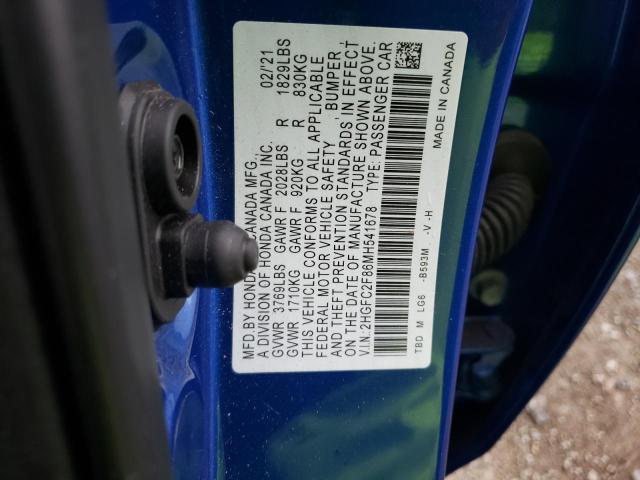 MFD BY HONDA CANADA MFG. 02/21
A DIVISION OF HONDA CANADA INC.
GVWR 3769LBS GAWR F 2028LBS R 1829LBS
GVWR 1710KG GAWR F 920KG R 830KG
THIS VEHICLE CONFORMS TO ALL APPLICABLE
FEDERAL MOTOR VEHICLE SAFETY , BUMPER ,
AND THEFT PREVENTION STANDARDS IN EFFECT
ON THE DATE OF MANUFACTURE SHOWN ABOVE.
V.I.N.:2HGFC2F86MH541678 TYPE: PASSENGER CAR
TBD M LG6 -B593M -V -H
MADE IN CANADA